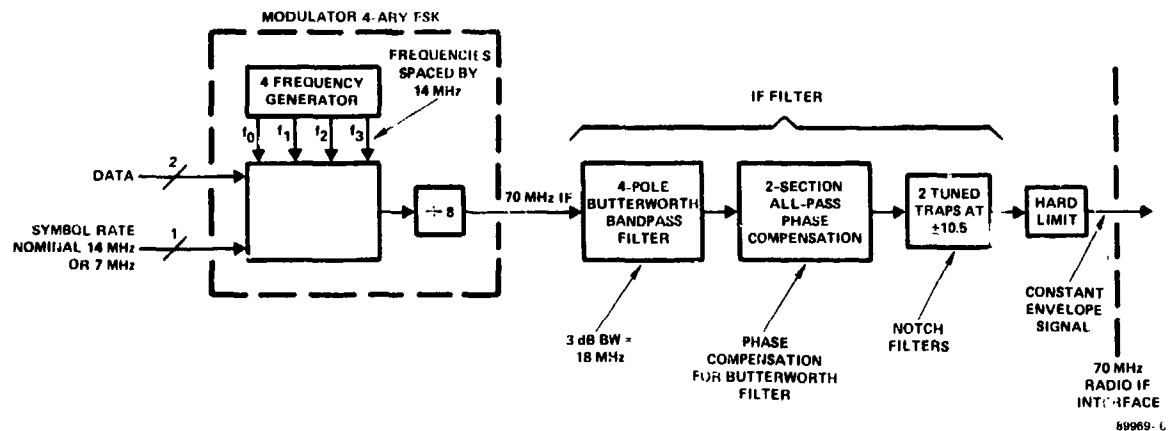 MODULATOR 4-ARY FSK
FREQUENCIES
SPACED BY
14 MHz
4 FREQUENCY
GENERATOR
f0 f1 f2 f3
DATA
2
SYMBOL RATE
NOMINAL 14 MHz
OR 7 MHz
1
÷ 8
70 MHz IF
IF FILTER
4-POLE
BUTTERWORTH
BANDPASS
FILTER
2-SECTION
ALL-PASS
PHASE
COMPENSATION
2 TUNED
TRAPS AT
±10.5
HARD
LIMIT
3 dB BW =
18 MHz
PHASE
COMPENSATION
FOR BUTTERWORTH
FILTER
NOTCH
FILTERS
CONSTANT
ENVELOPE
SIGNAL
70 MHz
RADIO IF
INTERFACE